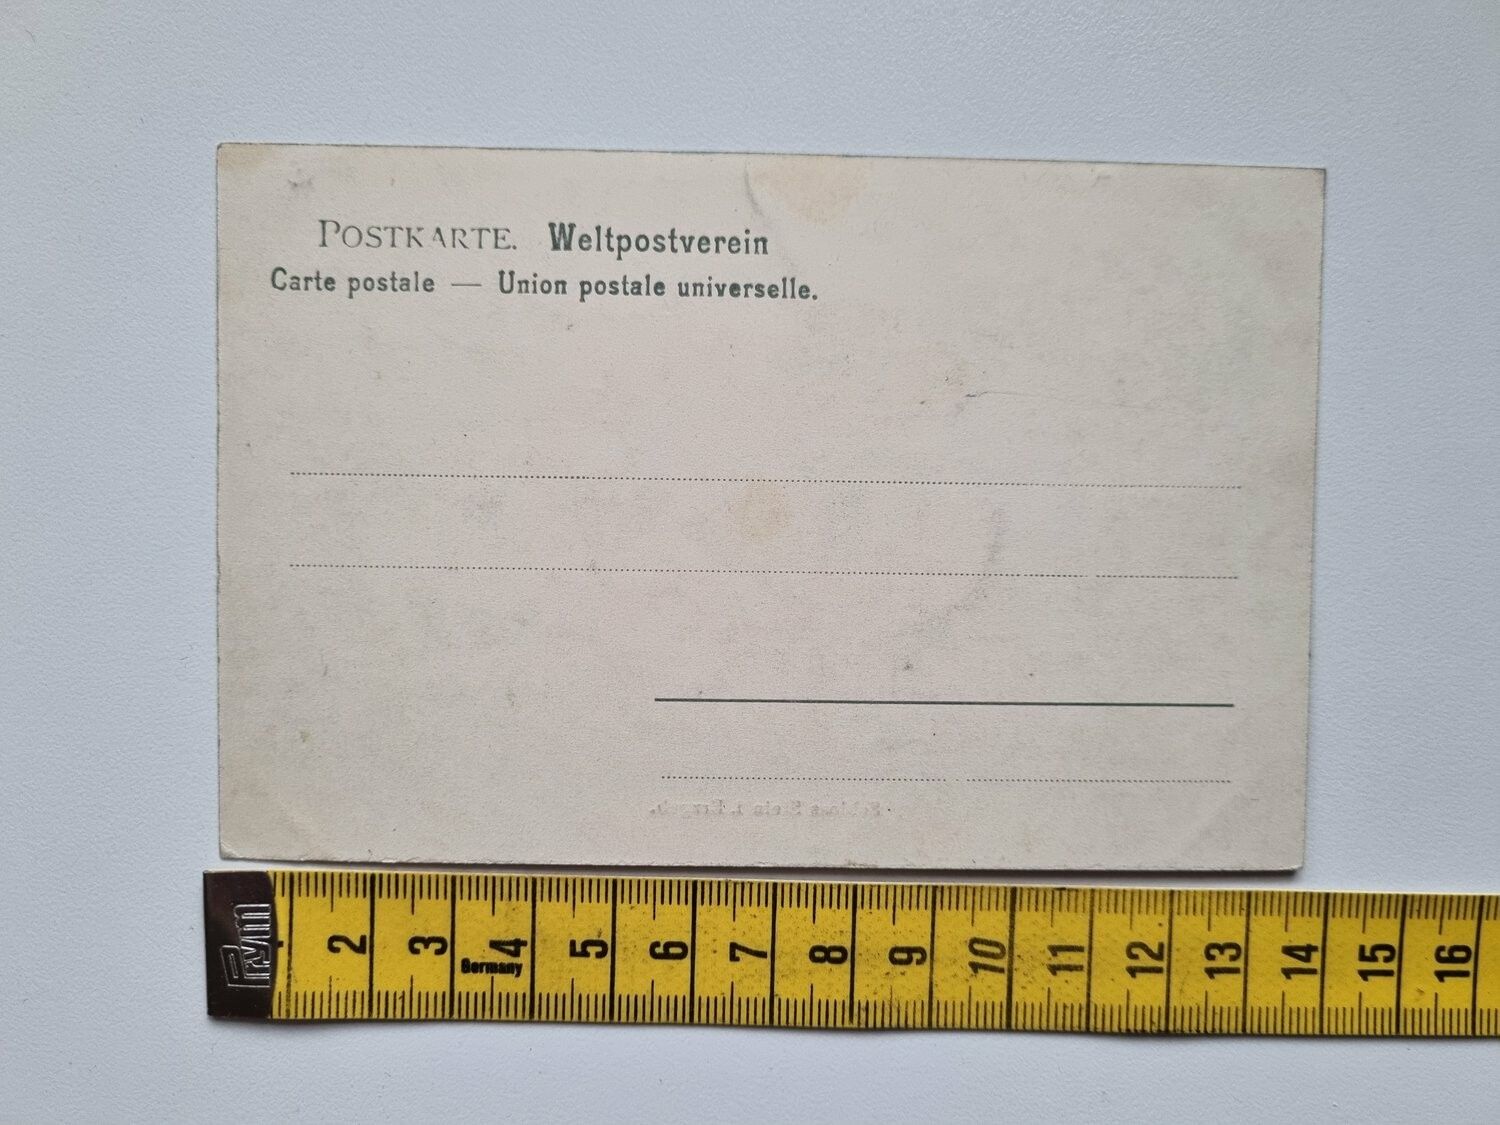 POSTKARTE. Weltpostverein
Carte postale — Union postale universelle.
Prym
2 3 4 5 6 7 8 9 10 11 12 13 14 15 16
Germany